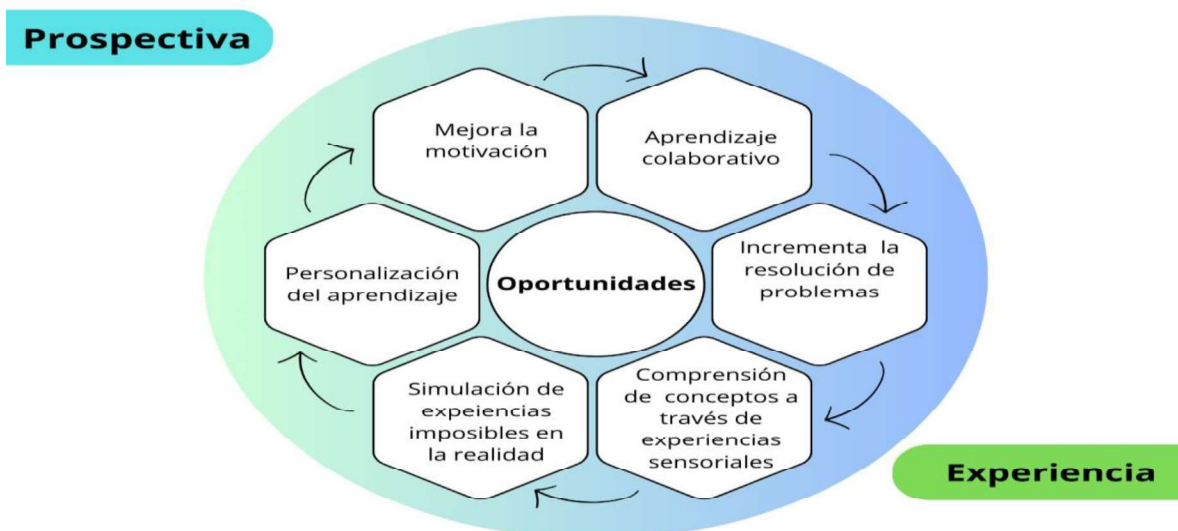 Prospectiva
Mejora la
motivación
Aprendizaje
colaborativo
Incrementa la
resolución de
problemas
Comprensión
de conceptos a
través de
experiencias
sensoriales
Simulación de
expeiencias
imposibles en
la realidad
Personalización
del aprendizaje
Oportunidades
Experiencia